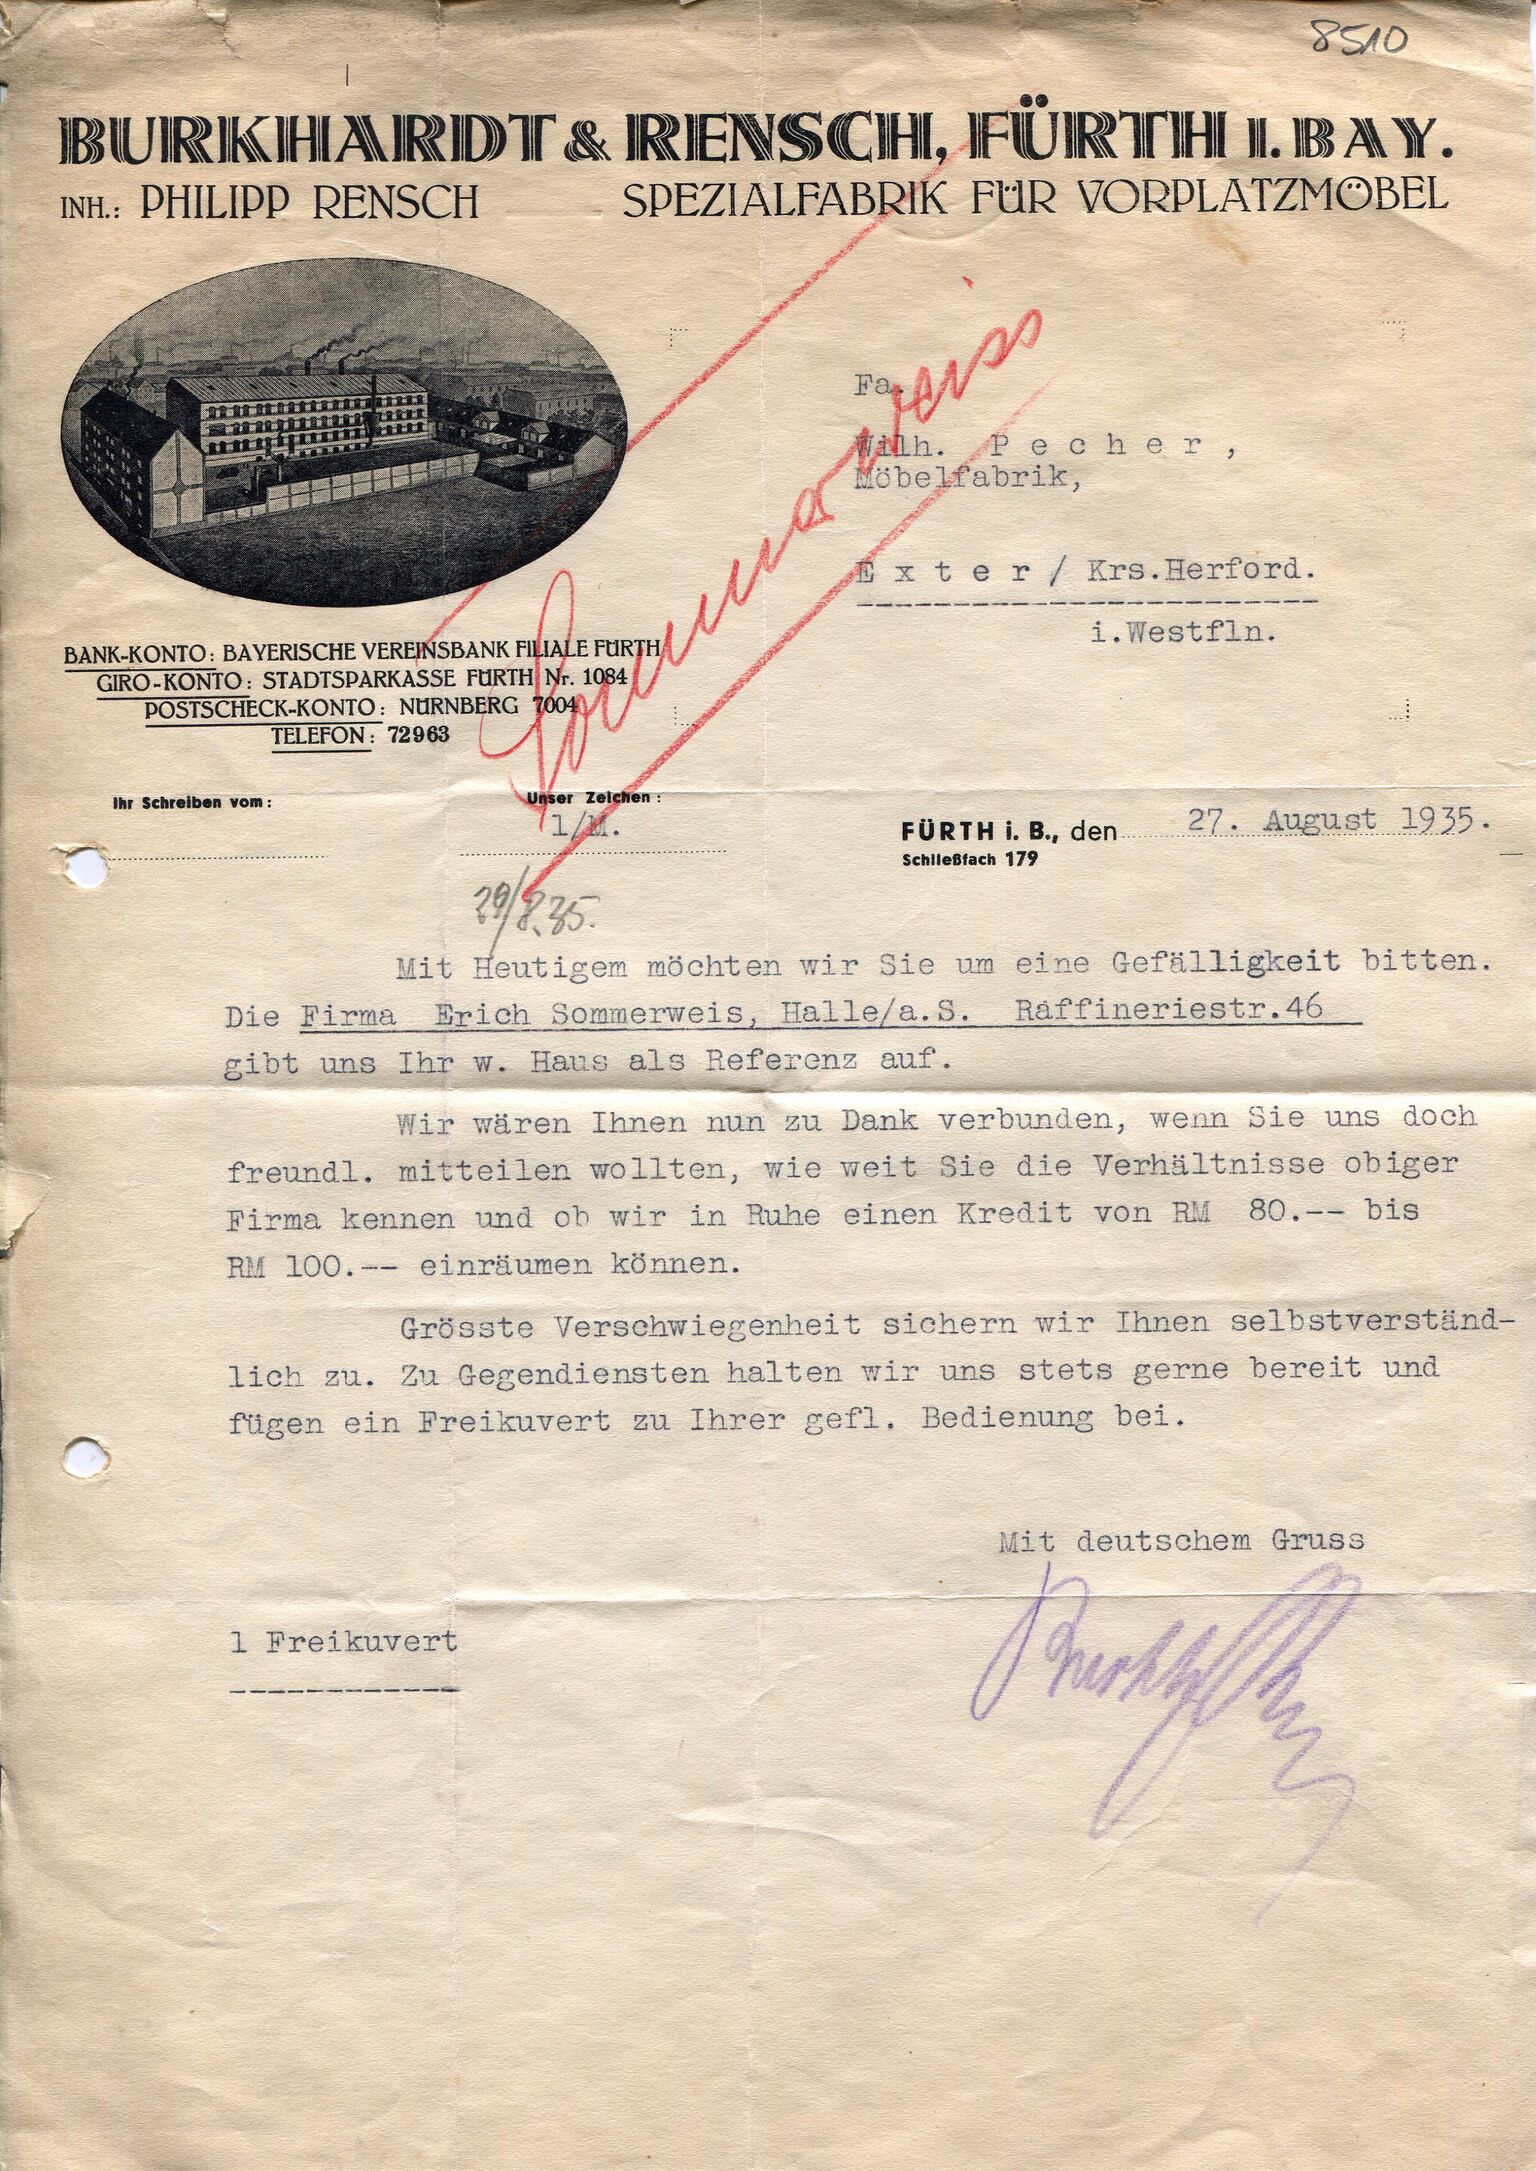 8510
BURKHARDT & RENSCH, FÜRTH I. BAY.
INH.: PHILIPP RENSCH SPEZIALFABRIK FÜR VORPLATZMÖBEL
Fa.
Wilh. Pecher,
Möbelfabrik,
Exter/ Krs.Herford.
i.Westfln.
BANK-KONTO: BAYERISCHE VEREINSBANK FILIALE FÜRTH
GIRO-KONTO: STADTSPARKASSE FÜRTH Nr. 1084
POSTSCHECK-KONTO: NÜRNBERG 7004
TELEFON: 72963
Sommerweiss
Ihr Schreiben vom: Unser Zeichen:
1/M.
FÜRTH i. B., den 27. August 1935.
Schließfach 179
29/8.35.
Mit Heutigem möchten wir Sie um eine Gefälligkeit bitten.
Die Firma Erich Sommerweis, Halle/a.S. Raffineriestr.46
gibt uns Ihr w. Haus als Referenz auf.
Wir wären Ihnen nun zu Dank verbunden, wenn Sie uns doch
freundl. mitteilen wollten, wie weit Sie die Verhältnisse obiger
Firma kennen und ob wir in Ruhe einen Kredit von RM 80.-- bis
RM 100.-- einräumen können.
Grösste Verschwiegenheit sichern wir Ihnen selbstverständ-
lich zu. Zu Gegendiensten halten wir uns stets gerne bereit und
fügen ein Freikuvert zu Ihrer gefl. Bedienung bei.
Mit deutschem Gruss
1 Freikuvert